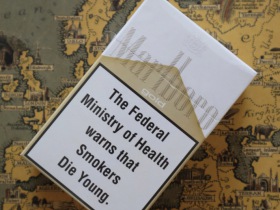 Marlboro
gold
The Federal
Ministry of Health
warns that
Smokers
Die Young.